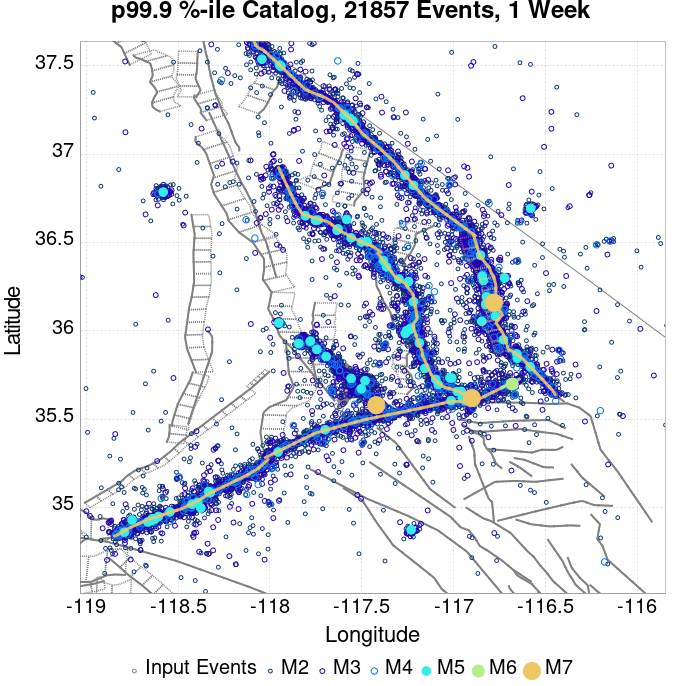 p99.9 %-ile Catalog, 21857 Events, 1 Week
37.5
37
36.5
36
35.5
35
Latitude
-119 -118.5 -118 -117.5 -117 -116.5 -116
Longitude
Input Events M2 M3 M4 M5 M6 M7